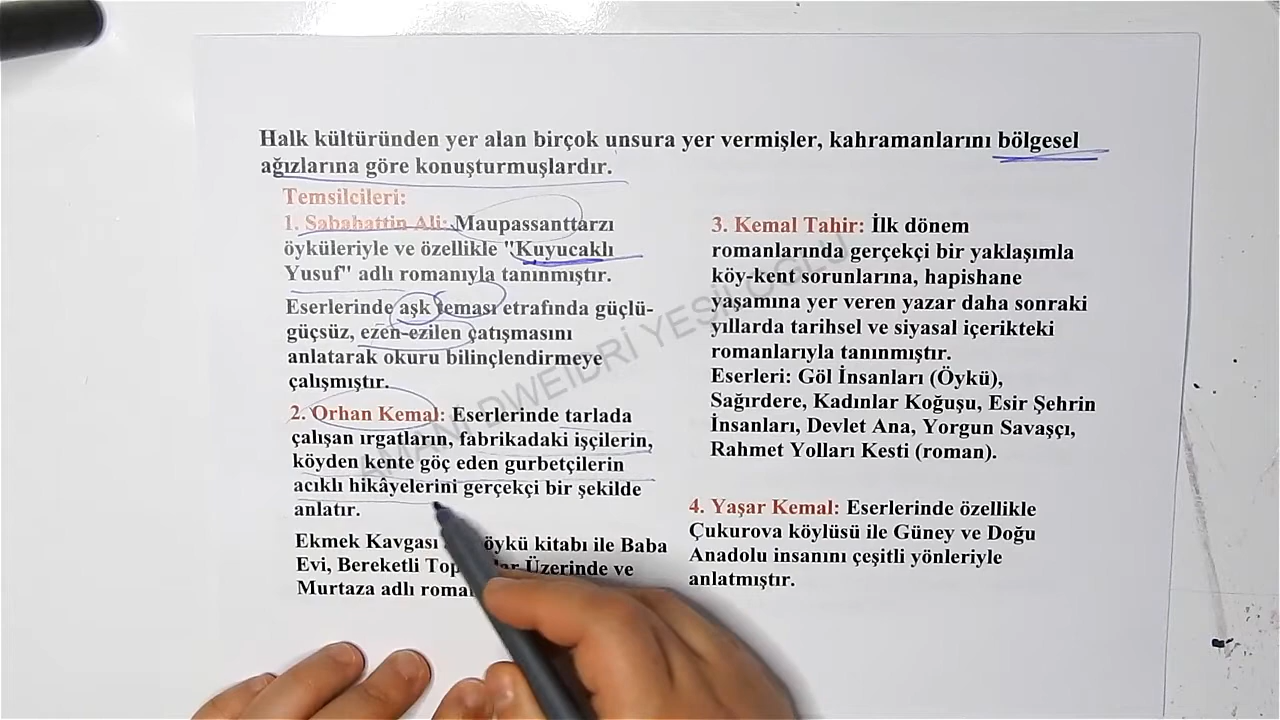 Halk kültüründen yer alan birçok unsura yer vermişler, kahramanlarını bölgesel
ağızlarına göre konuşturmuşlardır.
Temsilcileri:
1. Sabahattin Ali: Maupassanttarzı
öyküleriyle ve özellikle "Kuyucaklı
Yusuf" adlı romanıyla tanınmıştır.
Eserlerinde aşk teması etrafında güçlü-
güçsüz, ezen-ezilen çatışmasını
anlatarak okuru bilinçlendirmeye
çalışmıştır.
2. Orhan Kemal: Eserlerinde tarlada
çalışan ırgatların, fabrikadaki işçilerin,
köyden kente göç eden gurbetçilerin
acıklı hikâyelerini gerçekçi bir şekilde
anlatır.
Ekmek Kavgası öykü kitabı ile Baba
Evi, Bereketli Üzerinde ve
Murtaza adlı
3. Kemal Tahir: İlk dönem
romanlarında gerçekçi bir yaklaşımla
köy-kent sorunlarına, hapishane
yaşamına yer veren yazar daha sonraki
yıllarda tarihsel ve siyasal içerikteki
romanlarıyla tanınmıştır.
Eserleri: Göl İnsanları (Öykü),
Sağırdere, Kadınlar Koğuşu, Esir Şehrin
İnsanları, Devlet Ana, Yorgun Savaşçı,
Rahmet Yolları Kesti (roman).
4. Yaşar Kemal: Eserlerinde özellikle
Çukurova köylüsü ile Güney ve Doğu
Anadolu insanını çeşitli yönleriyle
anlatmıştır.
DWEIDRİ